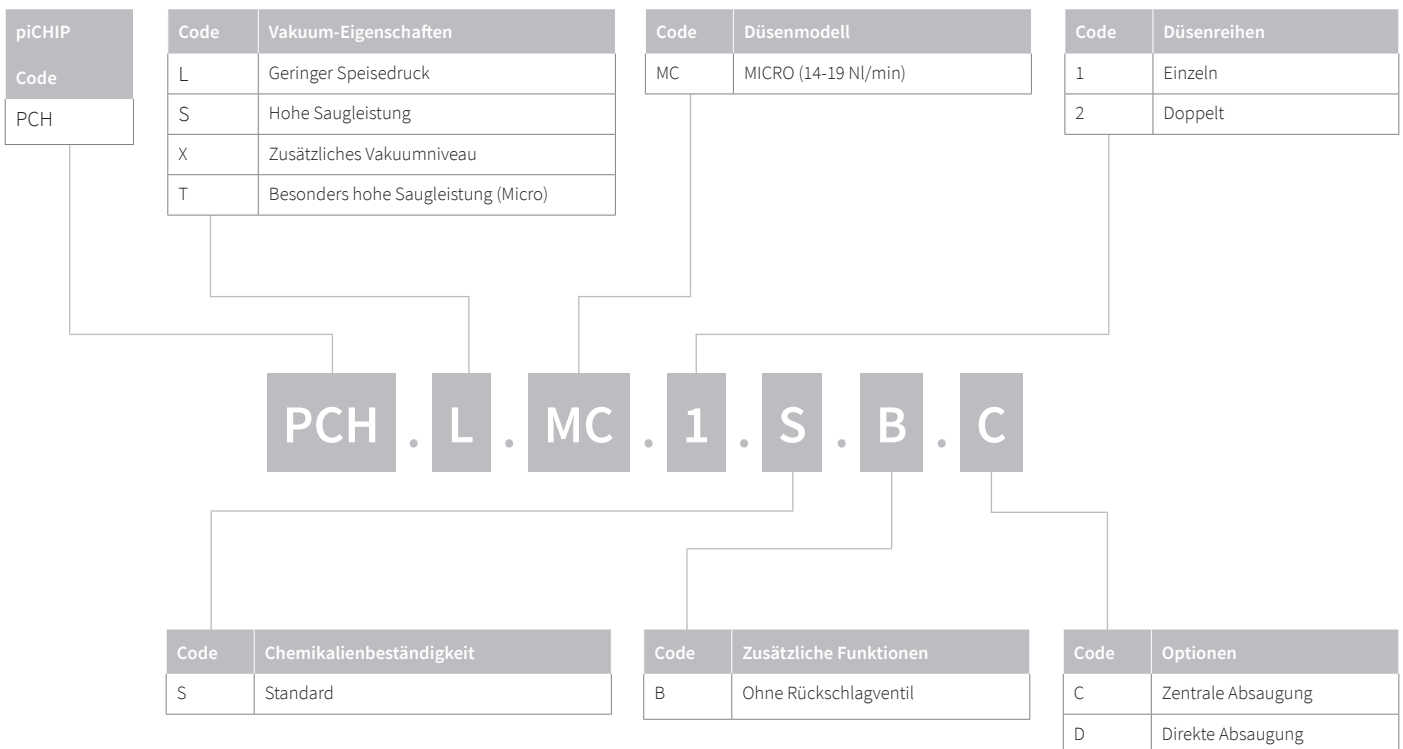 piCHIP
Code
PCH
Code Vakuum-Eigenschaften
L Geringer Speisedruck
S Hohe Saugleistung
X Zusätzliches Vakuumniveau
T Besonders hohe Saugleistung (Micro)
Code Düsenmodell
MC MICRO (14-19 Nl/min)
Code Düsenreihen
1 Einzeln
2 Doppelt
PCH . L . MC . 1 . S . B . C
Code Chemikalienbeständigkeit
S Standard
Code Zusätzliche Funktionen
B Ohne Rückschlagventil
Code Optionen
C Zentrale Absaugung
D Direkte Absaugung